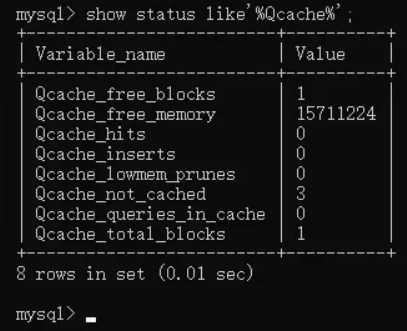 mysql> show status like'%Qcache%';
+-------------------------+----------+
| Variable_name           | Value    |
+-------------------------+----------+
| Qcache_free_blocks      | 1        |
| Qcache_free_memory      | 15711224 |
| Qcache_hits             | 0        |
| Qcache_inserts          | 0        |
| Qcache_lowmem_prunes    | 0        |
| Qcache_not_cached       | 3        |
| Qcache_queries_in_cache | 0        |
| Qcache_total_blocks     | 1        |
+-------------------------+----------+
8 rows in set (0.01 sec)
mysql>